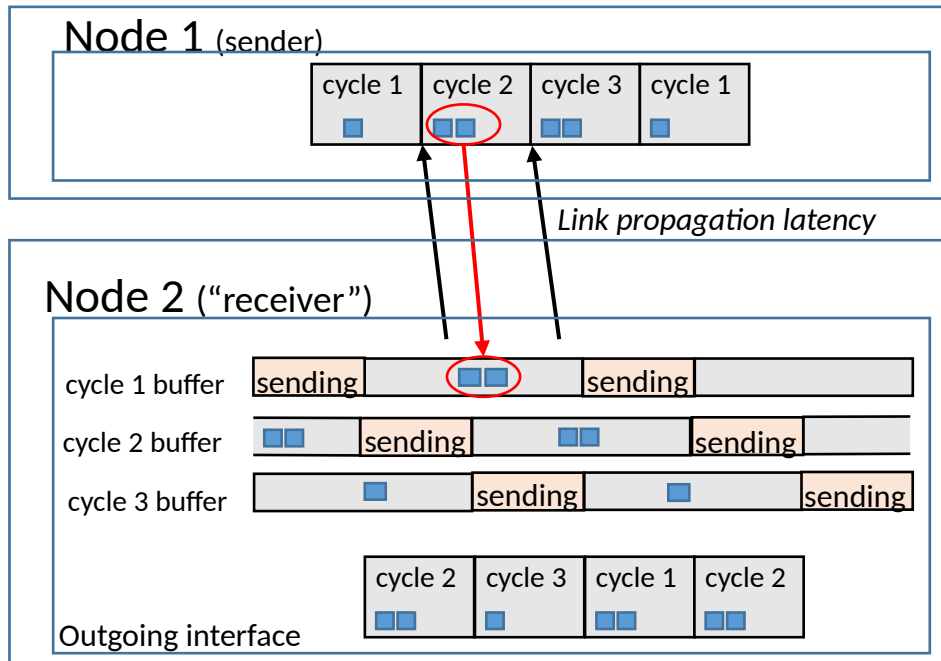 Node 1 (sender)
cycle 1 cycle 2 cycle 3 cycle 1
Link propagation latency
Node 2 (“receiver”)
cycle 1 buffer sending sending
cycle 2 buffer sending sending
cycle 3 buffer sending sending
cycle 2 cycle 3 cycle 1 cycle 2
Outgoing interface